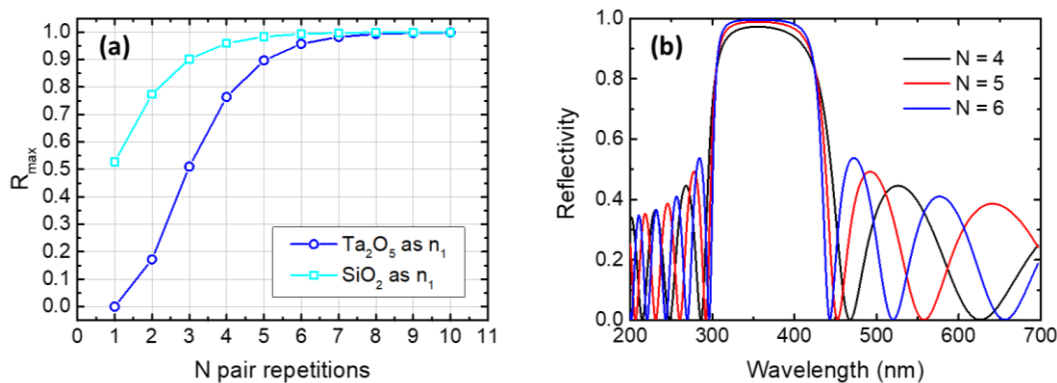 (a)
1.0
0.9
0.8
0.7
0.6
0.5
0.4
0.3
0.2
0.1
0.0
R_max
Ta₂O₅ as n₁
SiO₂ as n₁
0 1 2 3 4 5 6 7 8 9 10 11
N pair repetitions
(b)
1.0
0.8
0.6
0.4
0.2
0.0
Reflectivity
N = 4
N = 5
N = 6
200 300 400 500 600 700
Wavelength (nm)